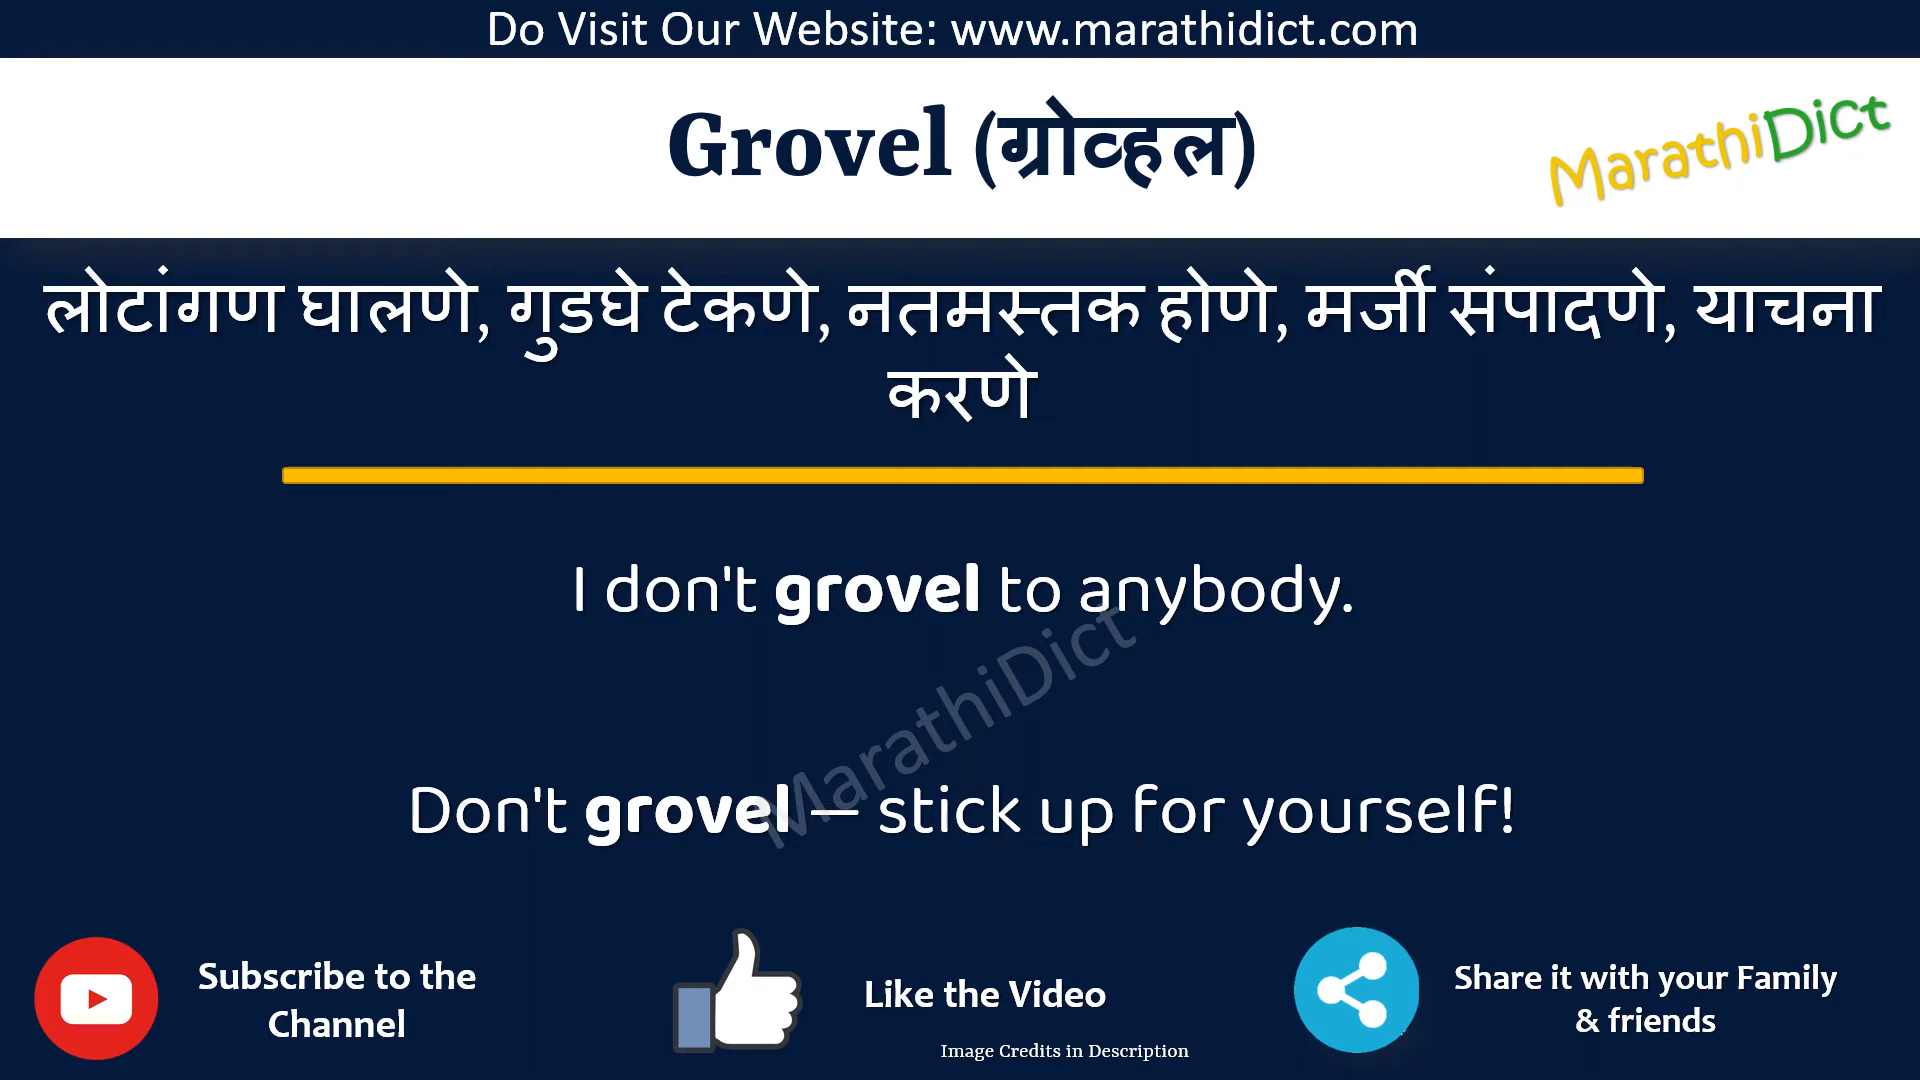 Do Visit Our Website: www.marathidict.com
Grovel (ग्रोव्हल)
MarathiDict
लोटांगण घालणे, गुडघे टेकणे, नतमस्तक होणे, मर्जी संपादणे, याचना
करणे
I don't grovel to anybody.
MarathiDict
Don't grovel — stick up for yourself!
Subscribe to the
Channel
Like the Video
Share it with your Family
& friends
Image Credits in Description